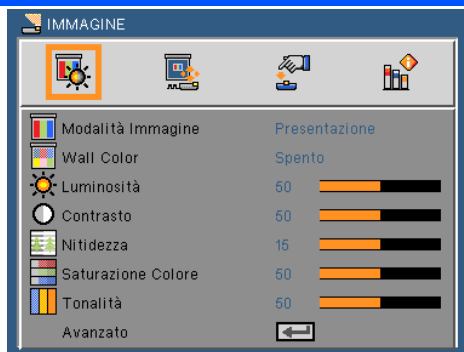 IMMAGINE
Modalità Immagine Presentazione
Wall Color Spento
Luminosità 50
Contrasto 50
Nitidezza 15
Saturazione Colore 50
Tonalità 50
Avanzato